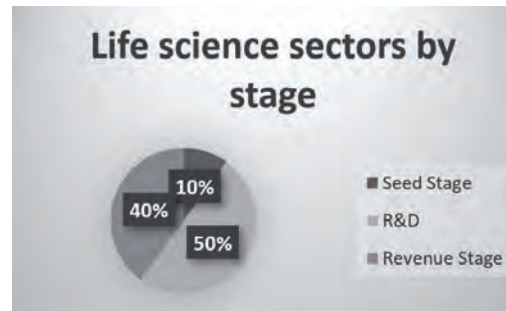 Life science sectors by
stage
10%
40%
50%
Seed Stage
R&D
Revenue Stage